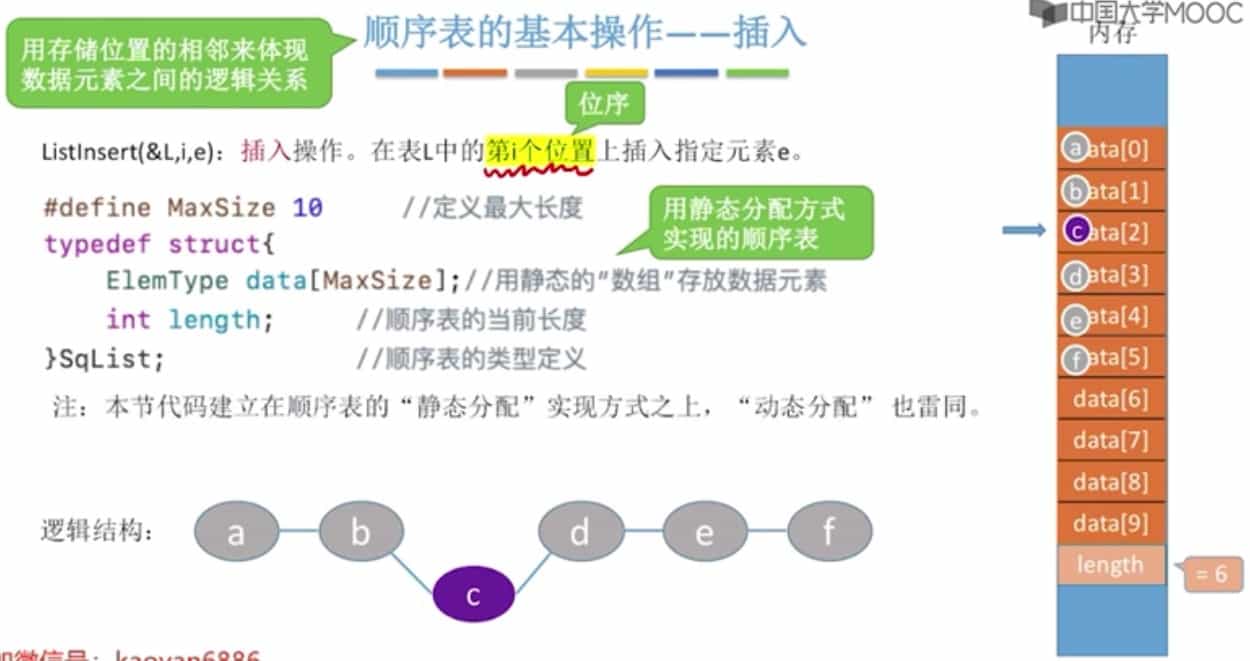 中国大学MOOC
顺序表的基本操作——插入
用存储位置的相邻来体现
数据元素之间的逻辑关系
位序
ListInsert(&L,i,e)：插入操作。在表L中的第i个位置上插入指定元素e。
#define MaxSize 10 //定义最大长度
typedef struct{
ElemType data[MaxSize];//用静态的"数组"存放数据元素
int length; //顺序表的当前长度
}SqList; //顺序表的类型定义
用静态分配方式
实现的顺序表
注：本节代码建立在顺序表的“静态分配”实现方式之上，“动态分配”也雷同。
逻辑结构：
a b d e f
c
内存
a ata[0]
b ata[1]
c ata[2]
d ata[3]
e ata[4]
f ata[5]
data[6]
data[7]
data[8]
data[9]
length
= 6
微信号：kaoyan6886